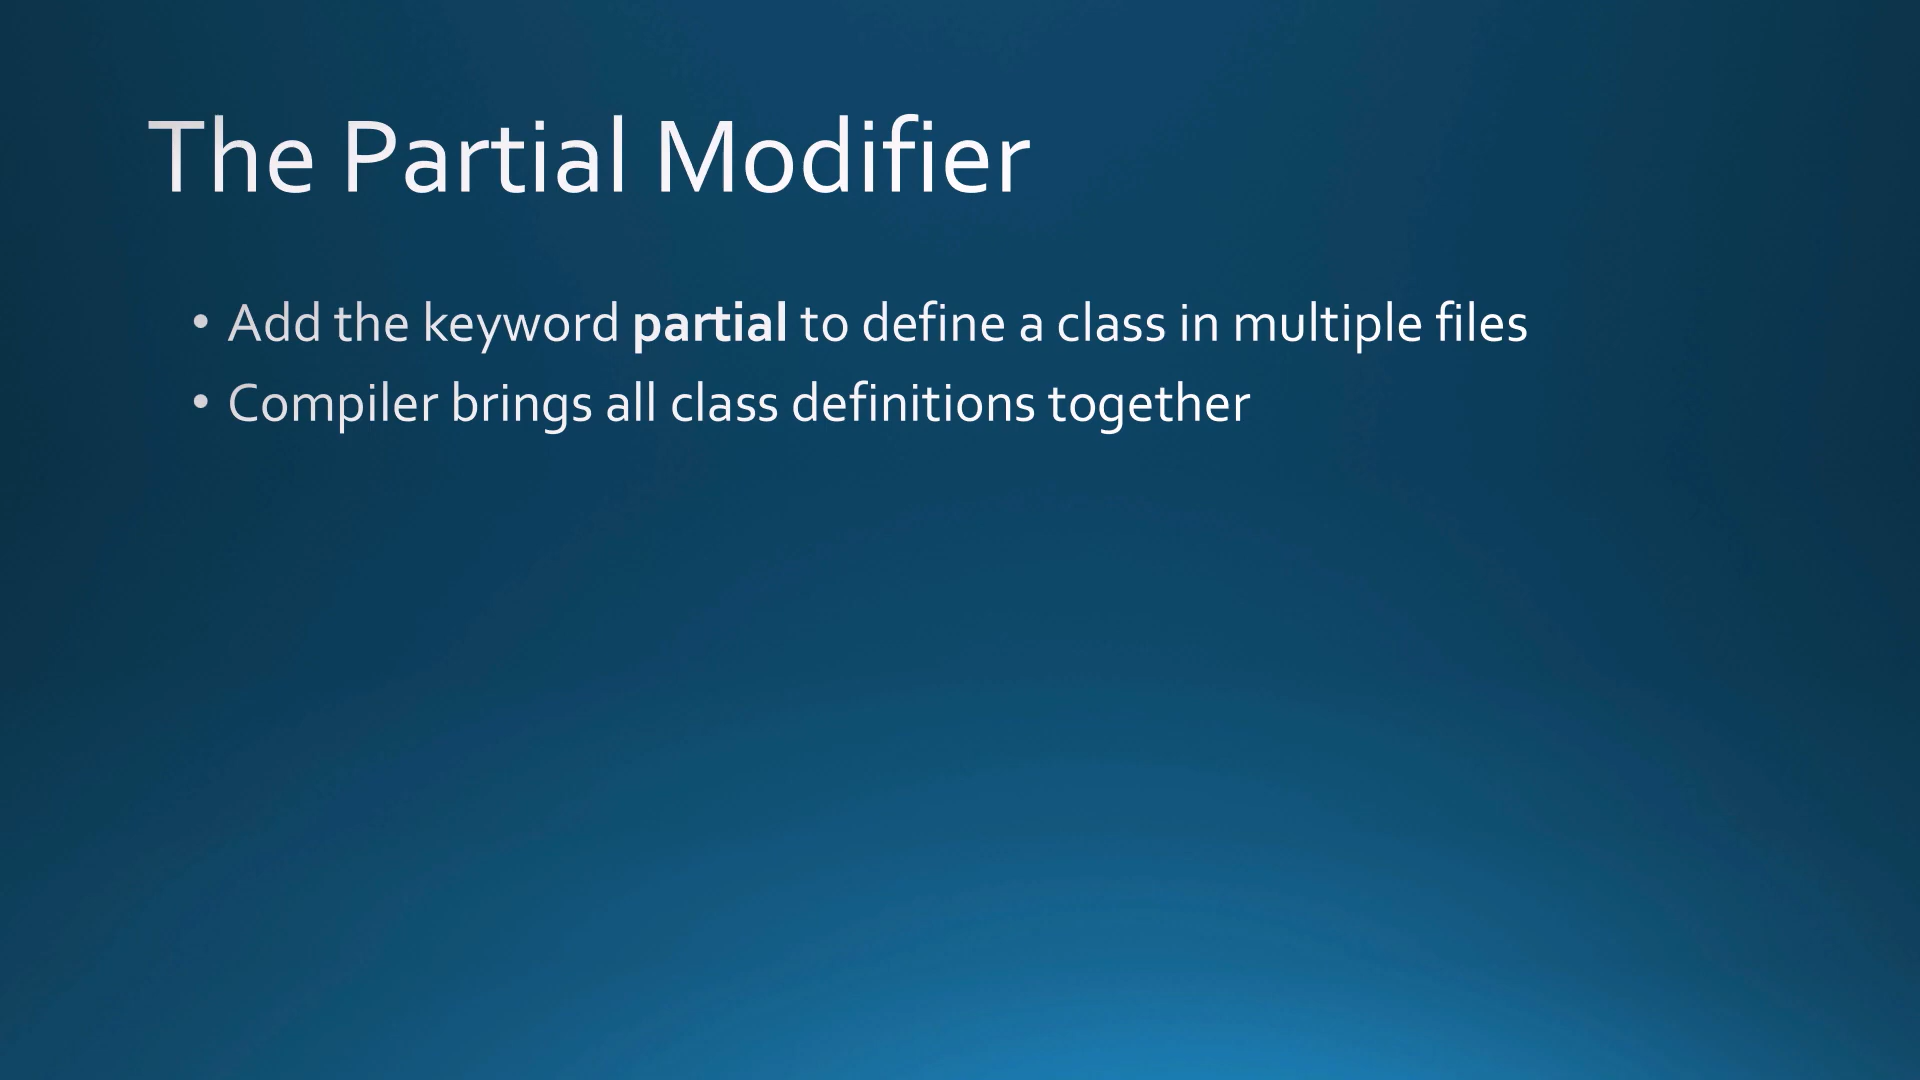 The Partial Modifier
• Add the keyword partial to define a class in multiple files
• Compiler brings all class definitions together